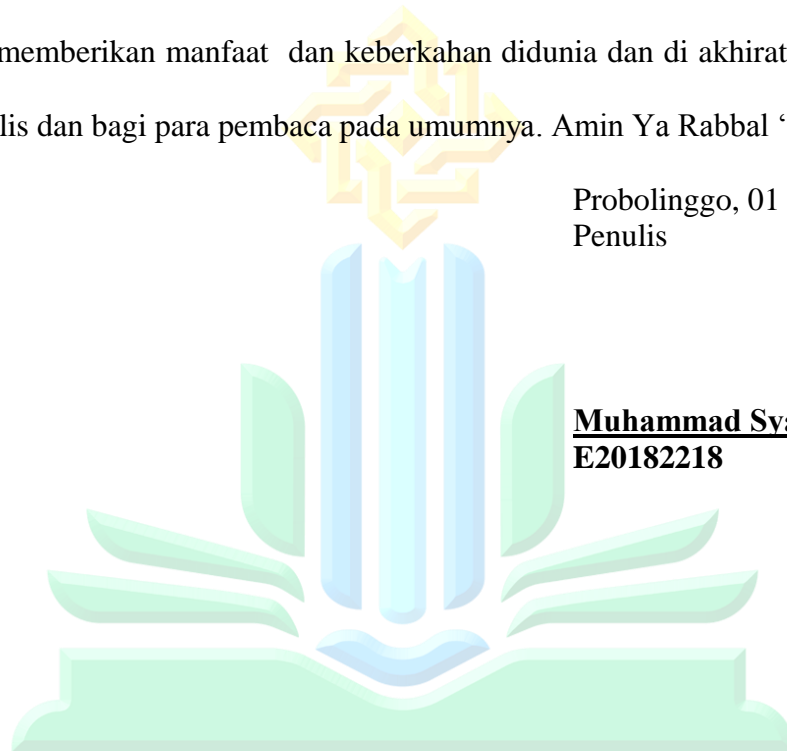 memberikan manfaat dan keberkahan didunia dan di akhirat
lis dan bagi para pembaca pada umumnya. Amin Ya Rabbal ‘
Probolinggo, 01
Penulis
Muhammad Sya
E20182218